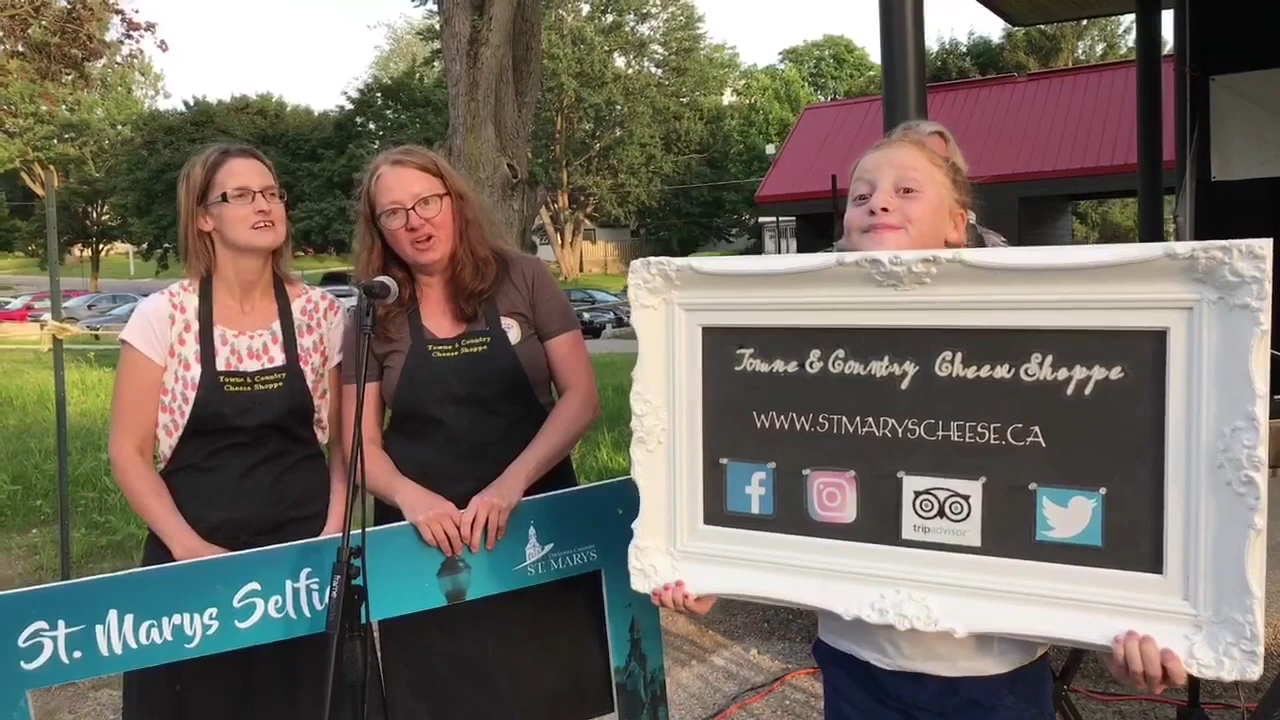 Towne & Country
Cheese Shoppe
Towne & Country
Cheese Shoppe
St. Marys Selfie
ST. MARYS
Towne & Country Cheese Shoppe
WWW.STMARYSCHEESE.CA
tripadvisor